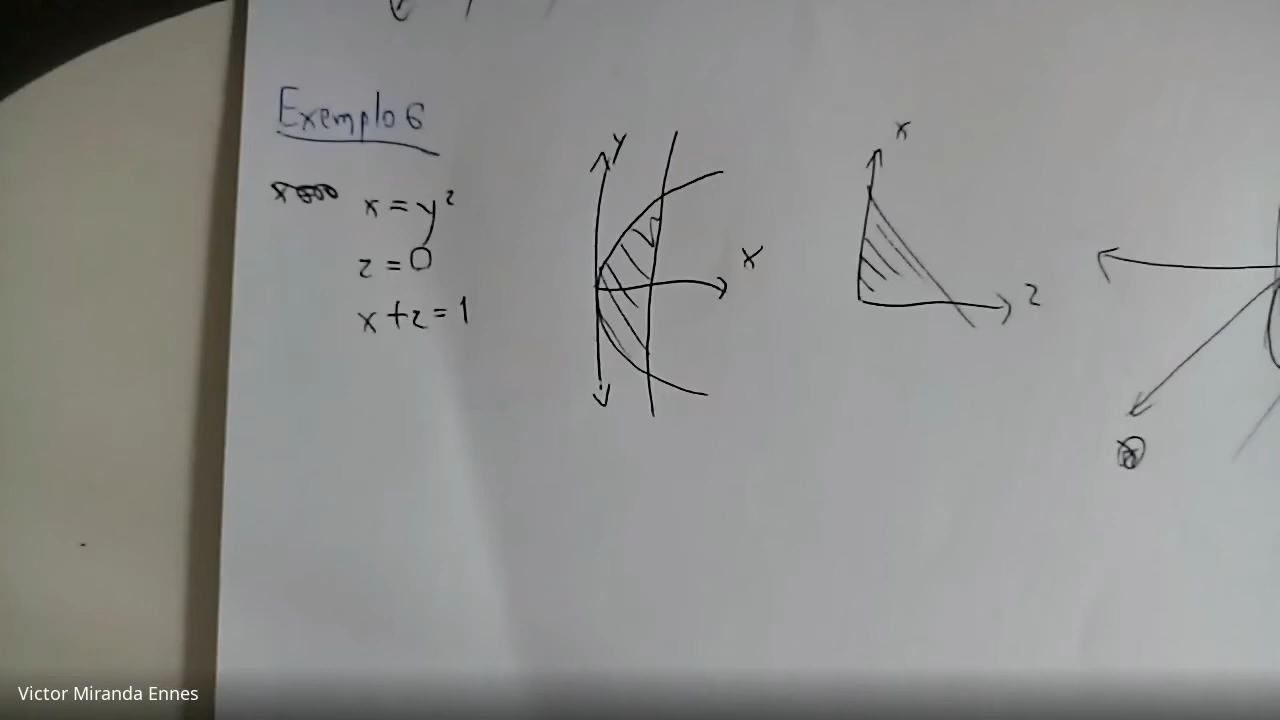 Exemplo 6
x = y²
z = 0
x + z = 1
y
x
x
z
Victor Miranda Ennes